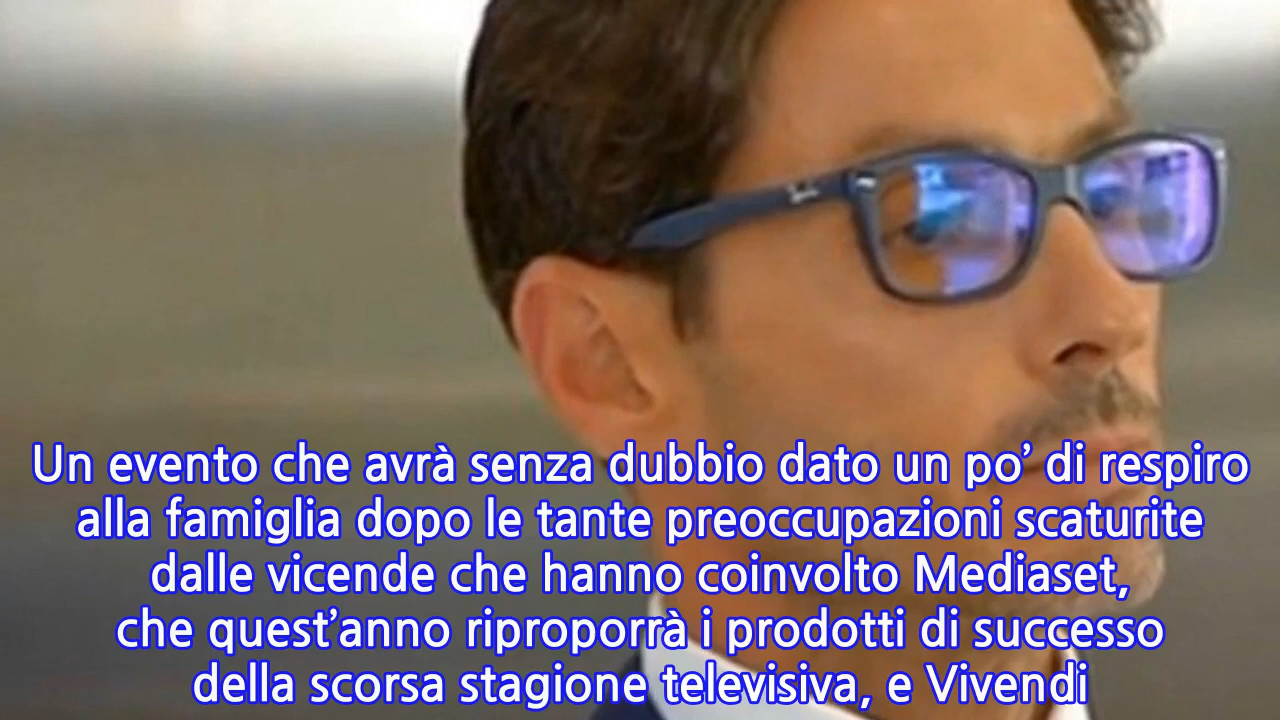 Un evento che avrà senza dubbio dato un po’ di respiro
alla famiglia dopo le tante preoccupazioni scaturite
dalle vicende che hanno coinvolto Mediaset,
che quest’anno riproporrà i prodotti di successo
della scorsa stagione televisiva, e Vivendi